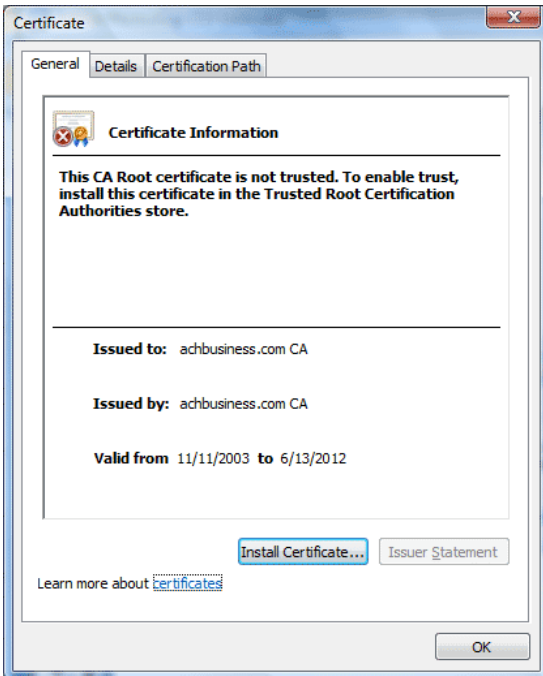 Certificate
General Details Certification Path
Certificate Information
This CA Root certificate is not trusted. To enable trust,
install this certificate in the Trusted Root Certification
Authorities store.
Issued to: achbusiness.com CA
Issued by: achbusiness.com CA
Valid from 11/11/2003 to 6/13/2012
Install Certificate... Issuer Statement
Learn more about certificates
OK